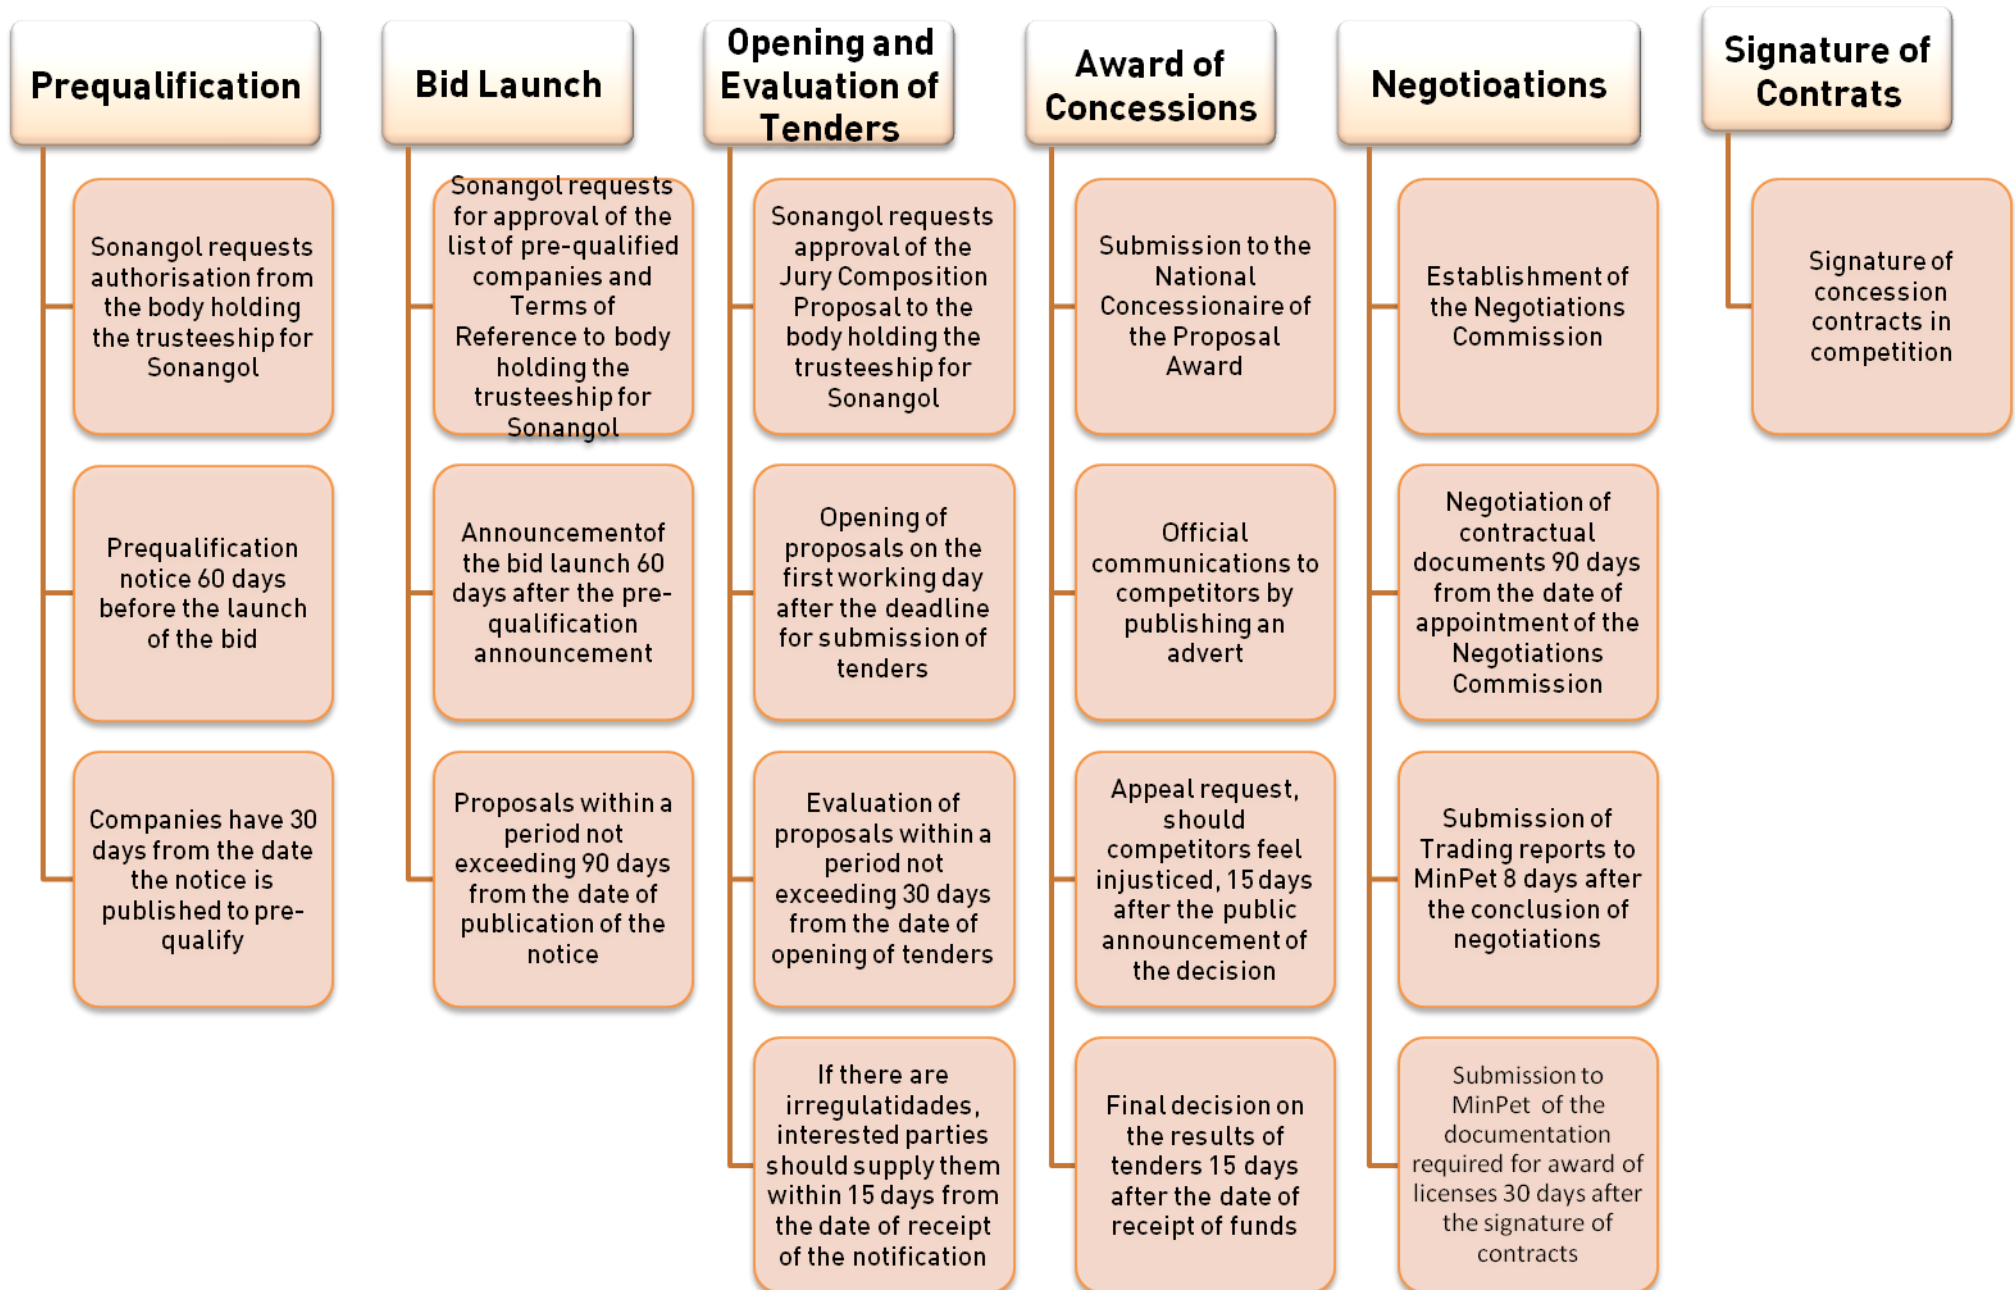 Prequalification
Sonangol requests
authorisation from
the body holding
the trusteeship for
Sonangol
Prequalification
notice 60 days
before the launch
of the bid
Companies have 30
days from the date
the notice is
published to pre-
qualify
Bid Launch
Sonangol requests
for approval of the
list of pre-qualified
companies and
Terms of
Reference to body
holding the
trusteeship for
Sonangol
Announcementof
the bid launch 60
days after the pre-
qualification
announcement
Proposals within a
period not
exceeding 90 days
from the date of
publication of the
notice
Opening and
Evaluation of
Tenders
Sonangol requests
approval of the
Jury Composition
Proposal to the
body holding the
trusteeship for
Sonangol
Opening of
proposals on the
first working day
after the deadline
for submission of
tenders
Evaluation of
proposals within a
period not
exceeding 30 days
from the date of
opening of tenders
If there are
irregulatidades,
interested parties
should supply them
within 15 days from
the date of receipt
of the notification
Award of
Concessions
Submission to the
National
Concessionaire of
the Proposal
Award
Official
communications to
competitors by
publishing an
advert
Appeal request,
should
competitors feel
injusticed, 15 days
after the public
announcement of
the decision
Final decision on
the results of
tenders 15 days
after the date of
receipt of funds
Negotioations
Establishment of
the Negotiations
Commission
Negotiation of
contractual
documents 90 days
from the date of
appointment of the
Negotiations
Commission
Submission of
Trading reports to
MinPet 8 days after
the conclusion of
negotiations
Submission to
MinPet of the
documentation
required for award of
licenses 30 days after
the signature of
contracts
Signature of
Contrats
Signature of
concession
contracts in
competition